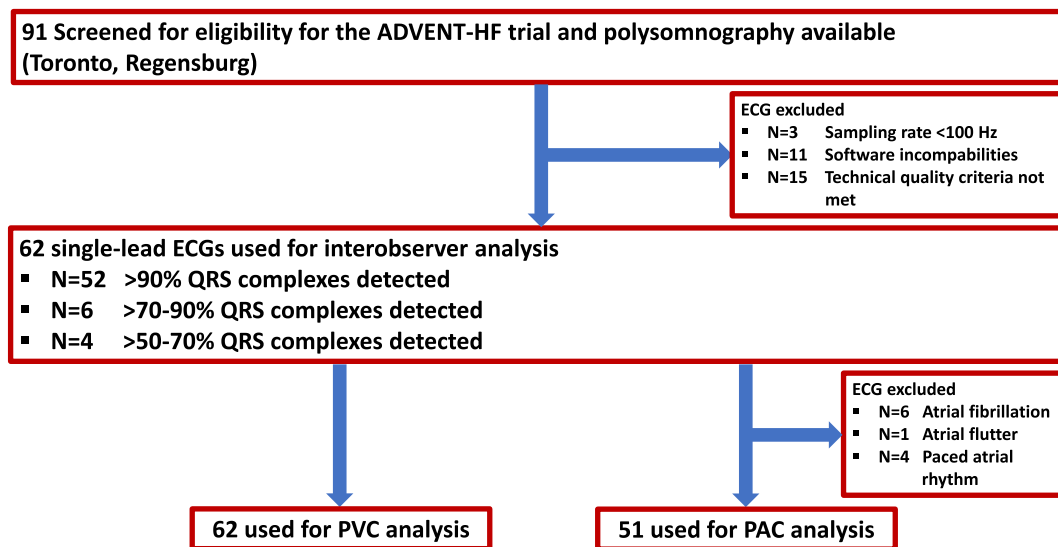 91 Screened for eligibility for the ADVENT-HF trial and polysomnography available
(Toronto, Regensburg)
ECG excluded
▪ N=3 Sampling rate <100 Hz
▪ N=11 Software incompabilities
▪ N=15 Technical quality criteria not
met
62 single-lead ECGs used for interobserver analysis
▪ N=52 >90% QRS complexes detected
▪ N=6 >70-90% QRS complexes detected
▪ N=4 >50-70% QRS complexes detected
ECG excluded
▪ N=6 Atrial fibrillation
▪ N=1 Atrial flutter
▪ N=4 Paced atrial
rhythm
62 used for PVC analysis
51 used for PAC analysis